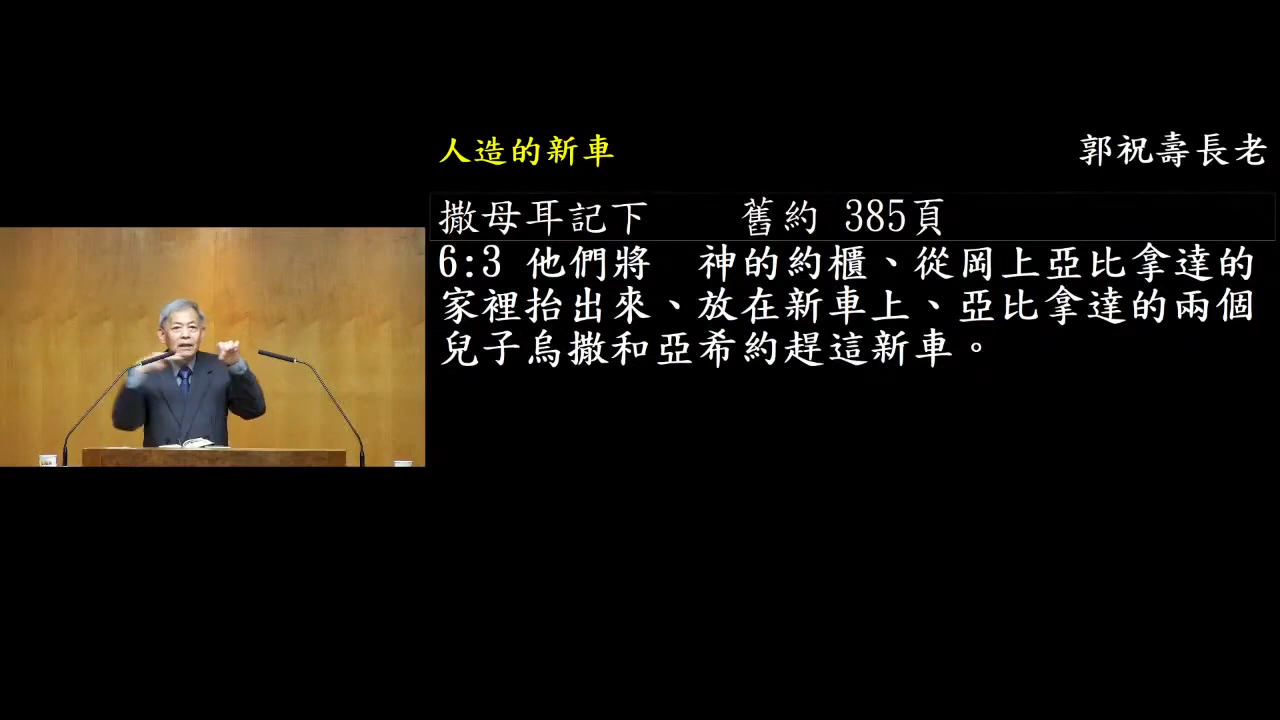 人造的新車 郭祝壽長老
撒母耳記下 舊約 385頁
6:3 他們將　神的約櫃、從岡上亞比拿達的
家裡抬出來、放在新車上、亞比拿達的兩個
兒子烏撒和亞希約趕這新車。